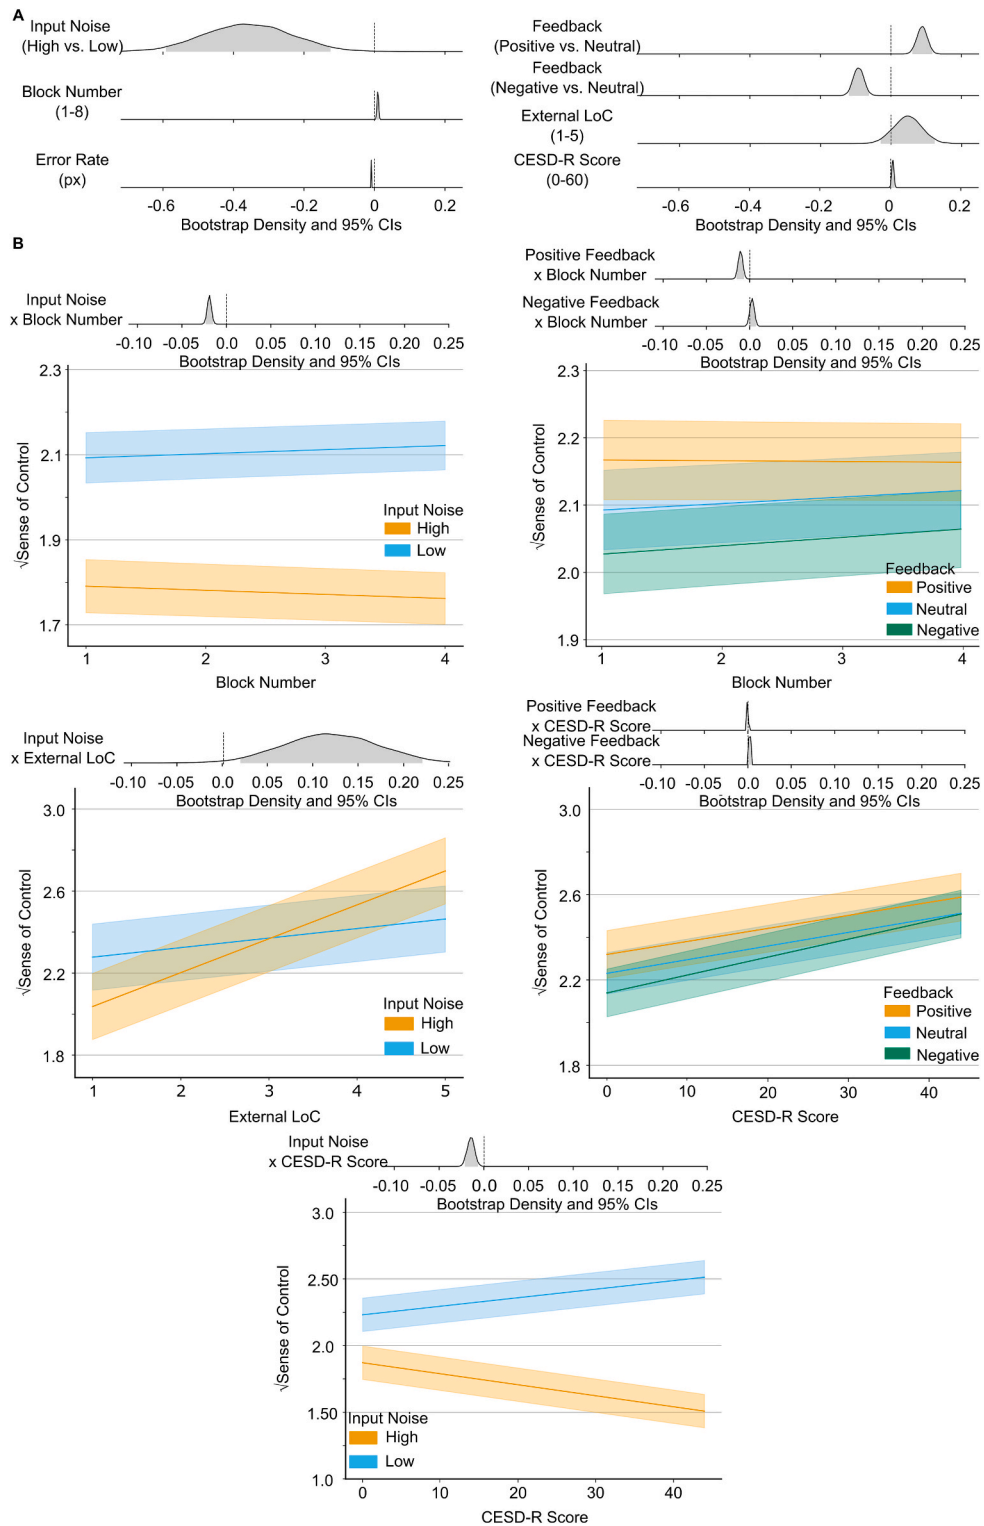 A
Input Noise
(High vs. Low)
Block Number
(1-8)
Error Rate
(px)
-0.6 -0.4 -0.2 0 0.2
Bootstrap Density and 95% CIs
Feedback
(Positive vs. Neutral)
Feedback
(Negative vs. Neutral)
External LoC
(1-5)
CESD-R Score
(0-60)
-0.6 -0.4 -0.2 0 0.2
Bootstrap Density and 95% CIs
B
Input Noise
x Block Number
-0.10 -0.05 0.0 0.05 0.10 0.15 0.20 0.25
Bootstrap Density and 95% CIs
2.3
2.1
1.9
1.7
√Sense of Control
Input Noise
High
Low
1 2 3 4
Block Number
Positive Feedback
x Block Number
Negative Feedback
x Block Number
-0.10 -0.05 0.0 0.05 0.10 0.15 0.20 0.25
Bootstrap Density and 95% CIs
2.3
2.2
2.1
2.0
1.9
√Sense of Control
Feedback
Positive
Neutral
Negative
1 2 3 4
Block Number
Input Noise
x External LoC
-0.10 -0.05 0.0 0.05 0.10 0.15 0.20 0.25
Bootstrap Density and 95% CIs
3.0
2.6
2.2
1.8
√Sense of Control
Input Noise
High
Low
1 2 3 4 5
External LoC
Positive Feedback
x CESD-R Score
Negative Feedback
x CESD-R Score
-0.10 -0.05 0.0 0.05 0.10 0.15 0.20 0.25
Bootstrap Density and 95% CIs
3.0
2.6
2.2
1.8
√Sense of Control
Feedback
Positive
Neutral
Negative
0 10 20 30 40
CESD-R Score
Input Noise
x CESD-R Score
-0.10 -0.05 0.0 0.05 0.10 0.15 0.20 0.25
Bootstrap Density and 95% CIs
3.0
2.50
2.0
1.50
1.0
√Sense of Control
Input Noise
High
Low
0 10 20 30 40
CESD-R Score